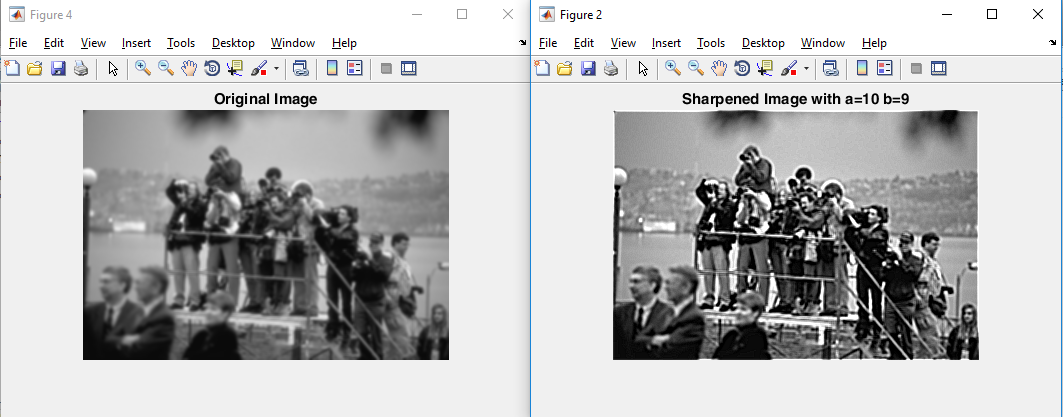 Figure 4
File Edit View Insert Tools Desktop Window Help
Original Image
Figure 2
File Edit View Insert Tools Desktop Window Help
Sharpened Image with a=10 b=9